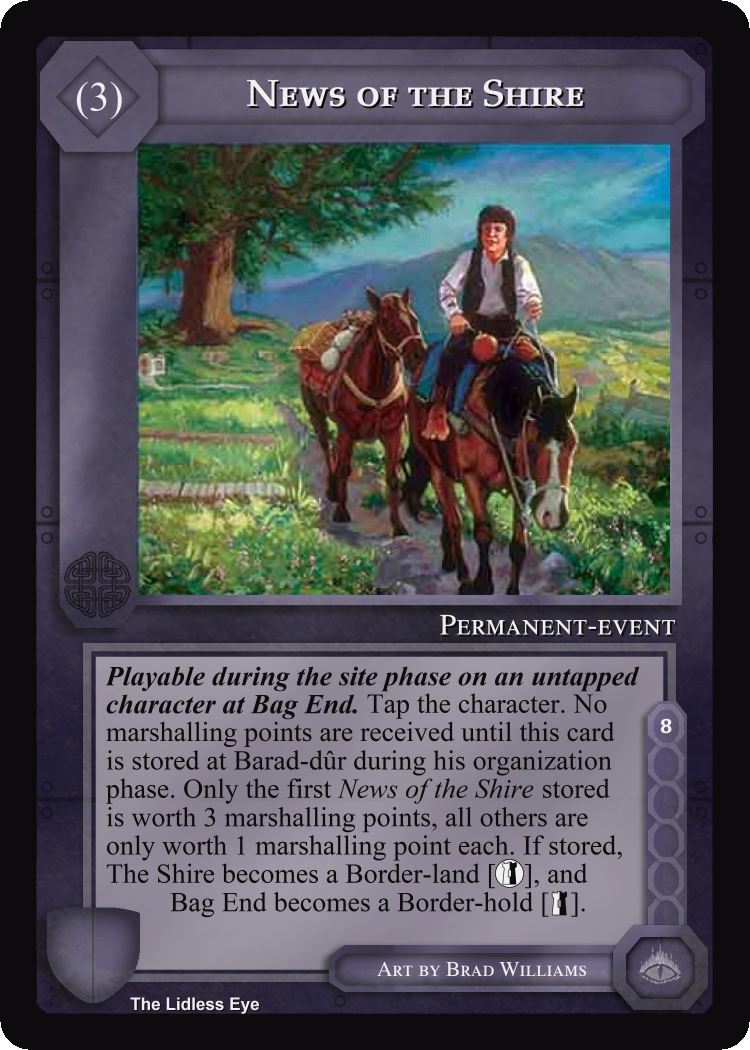 (3)
News of the Shire
Permanent-event
Playable during the site phase on an untapped
character at Bag End. Tap the character. No
marshalling points are received until this card
is stored at Barad-dûr during his organization
phase. Only the first News of the Shire stored
is worth 3 marshalling points, all others are
only worth 1 marshalling point each. If stored,
The Shire becomes a Border-land [], and
Bag End becomes a Border-hold [].
8
Art by Brad Williams
The Lidless Eye